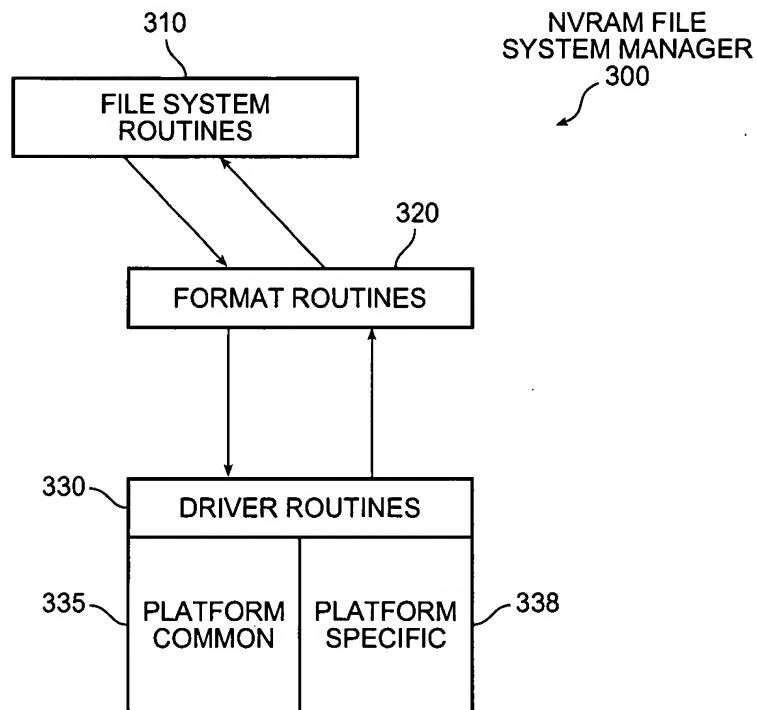 310
NVRAM FILE
SYSTEM MANAGER
300
FILE SYSTEM
ROUTINES
320
FORMAT ROUTINES
330
DRIVER ROUTINES
335
PLATFORM
COMMON
PLATFORM
SPECIFIC
338